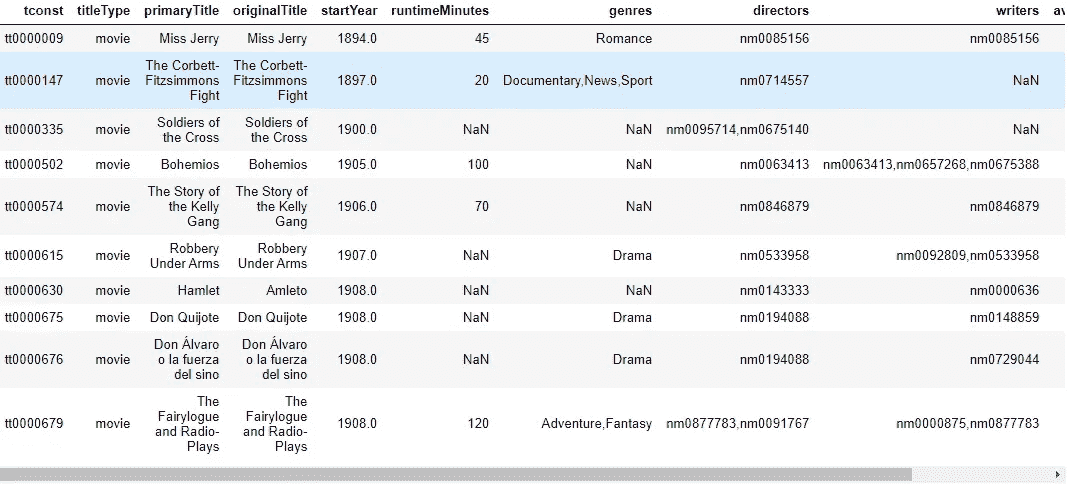 tconst titleType primaryTitle originalTitle startYear runtimeMinutes genres directors writers av
tt0000009 movie Miss Jerry Miss Jerry 1894.0 45 Romance nm0085156 nm0085156
The Corbett- The Corbett-
tt0000147 movie Fitzsimmons Fitzsimmons 1897.0 20 Documentary,News,Sport nm0714557 NaN
Fight Fight
tt0000335 movie Soldiers of Soldiers of 1900.0 NaN NaN nm0095714,nm0675140 NaN
the Cross the Cross
tt0000502 movie Bohemios Bohemios 1905.0 100 NaN nm0063413 nm0063413,nm0657268,nm0675388
The Story of The Story of
tt0000574 movie the Kelly the Kelly 1906.0 70 NaN nm0846879 nm0846879
Gang Gang
tt0000615 movie Robbery Robbery 1907.0 NaN Drama nm0533958 nm0092809,nm0533958
Under Arms Under Arms
tt0000630 movie Hamlet Amleto 1908.0 NaN NaN nm0143333 nm0000636
tt0000675 movie Don Quijote Don Quijote 1908.0 NaN Drama nm0194088 nm0148859
Don Álvaro Don Álvaro
tt0000676 movie o la fuerza o la fuerza 1908.0 NaN Drama nm0194088 nm0729044
del sino del sino
The The
Fairylogue Fairylogue
tt0000679 movie and Radio- and Radio- 1908.0 120 Adventure,Fantasy nm0877783,nm0091767 nm0000875,nm0877783
Plays Plays